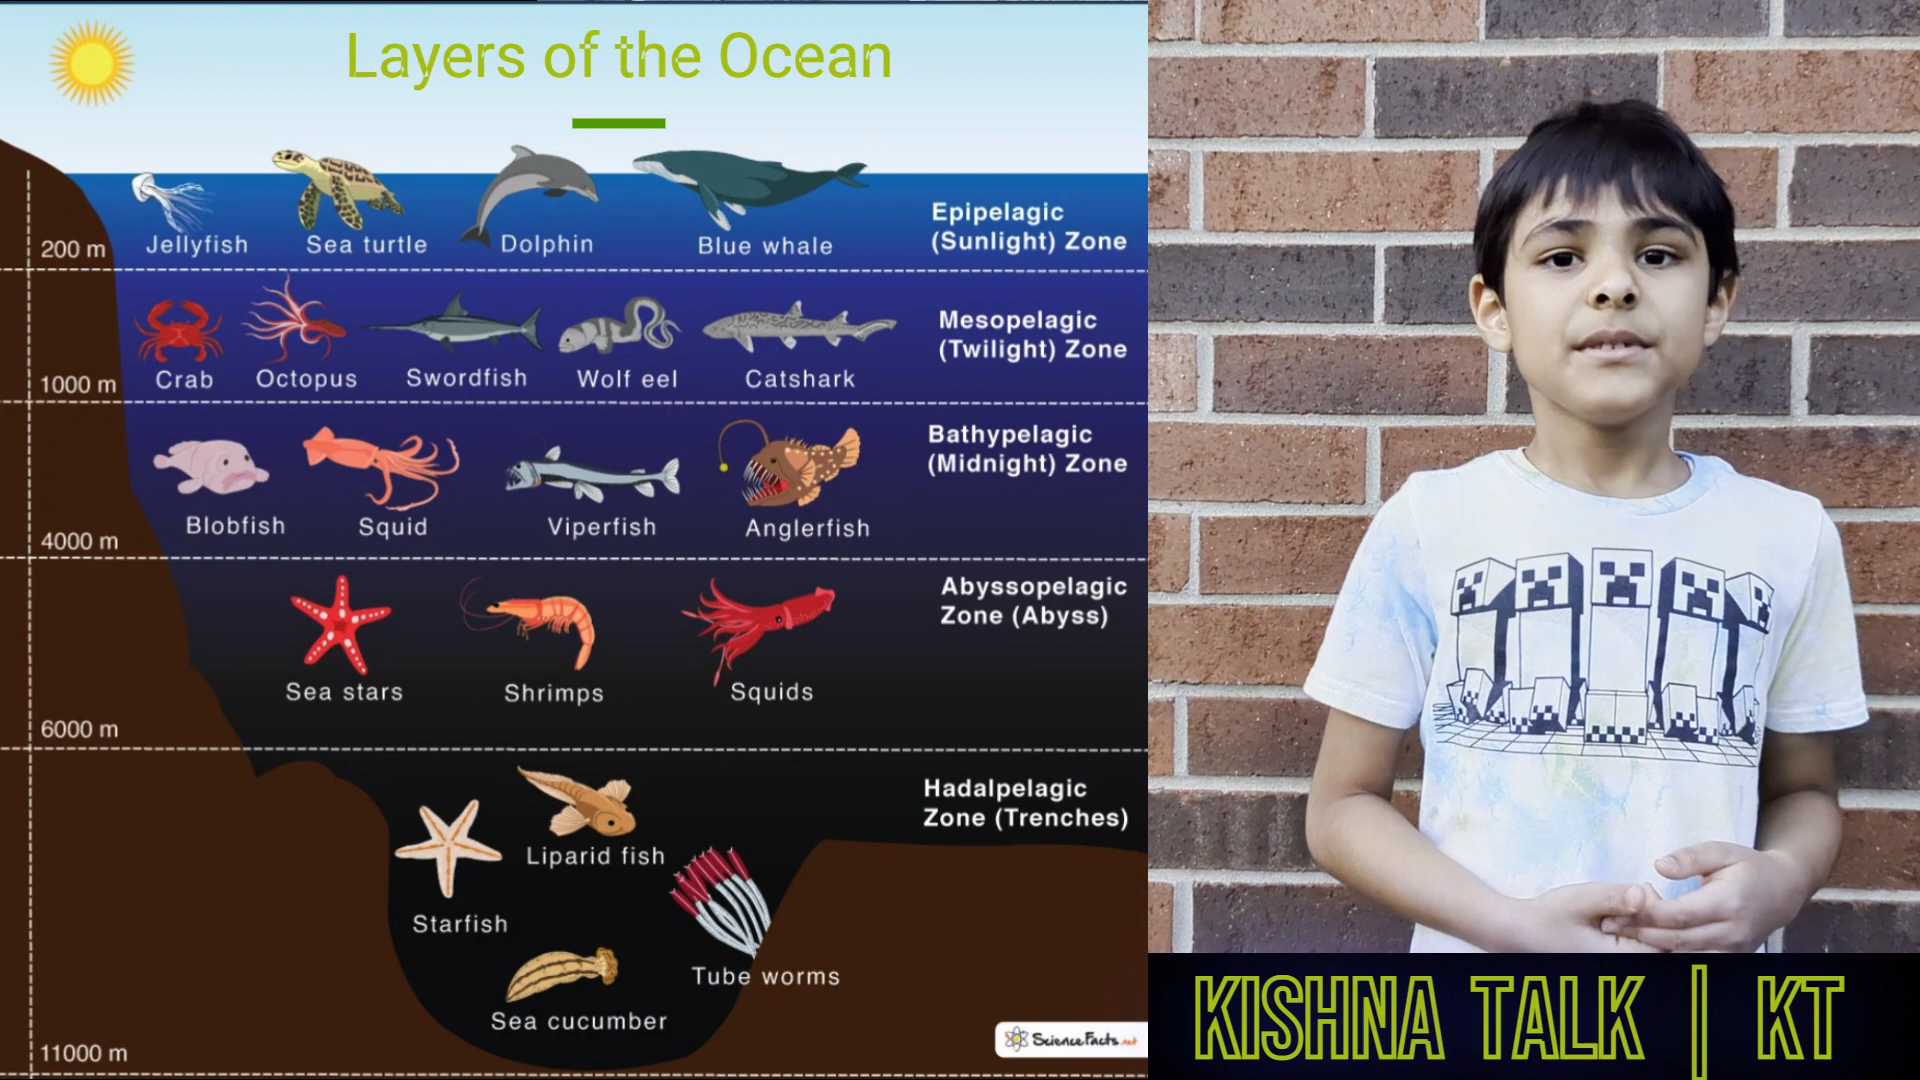 Layers of the Ocean
Jellyfish
Sea turtle
Dolphin
Blue whale
Epipelagic
(Sunlight) Zone
200 m
Crab
Octopus
Swordfish
Wolf eel
Catshark
Mesopelagic
(Twilight) Zone
1000 m
Blobfish
Squid
Viperfish
Anglerfish
Bathypelagic
(Midnight) Zone
4000 m
Sea stars
Shrimps
Squids
Abyssopelagic
Zone (Abyss)
6000 m
Liparid fish
Starfish
Tube worms
Sea cucumber
Hadalpelagic
Zone (Trenches)
11000 m
ScienceFacts.net
KISHNA TALK | KT